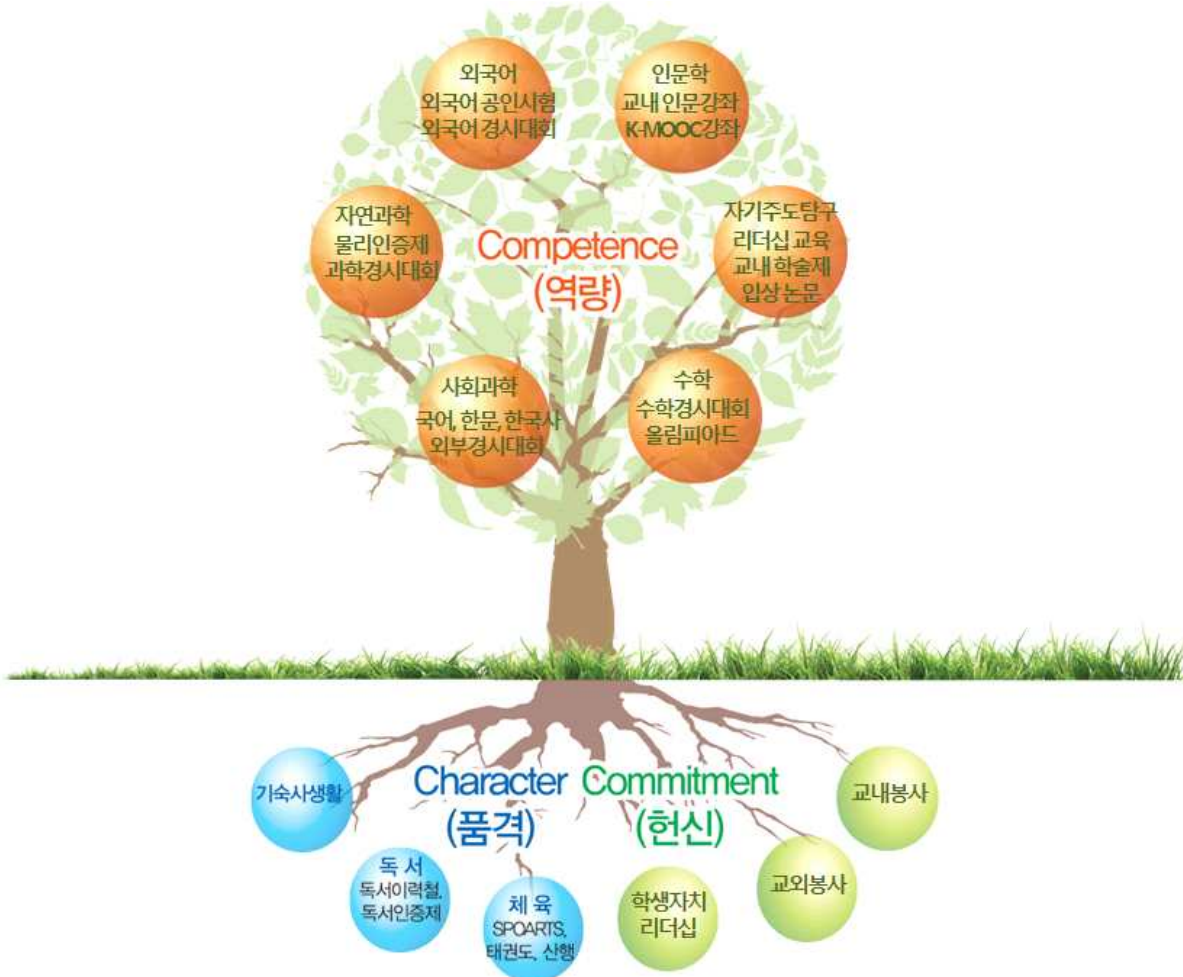 외국어
외국어 공인시험
외국어 경시대회
인문학
교내 인문강좌
K-MOOC강좌
자연과학
물리인증제
과학경시대회
Competence
(역량)
자기주도탐구
리더십 교육
교내 학술제
입상 논문
사회과학
국어, 한문, 한국사
외부경시대회
수학
수학경시대회
올림피아드
기숙사생활
Character
(품격)
Commitment
(헌신)
교내봉사
독 서
독서이력철,
독서인증제
체 육
SPOARTS,
태권도, 산행
학생자치
리더십
교외봉사